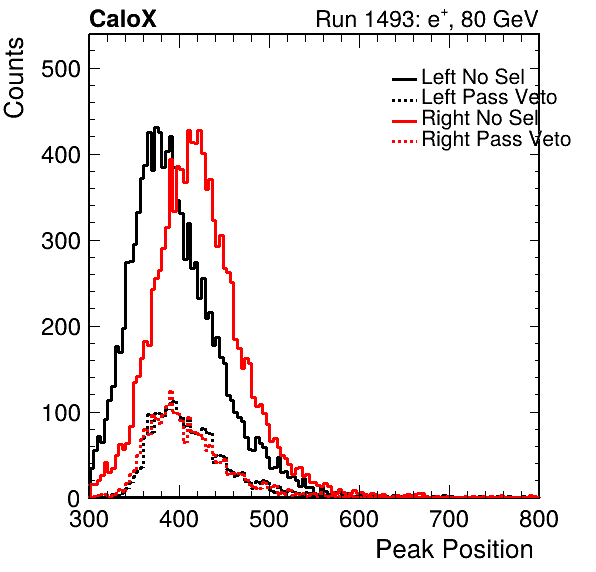 CaloX
Run 1493: e+, 80 GeV
Counts
Left No Sel
Left Pass Veto
Right No Sel
Right Pass Veto
500
400
300
200
100
0
300 400 500 600 700 800
Peak Position